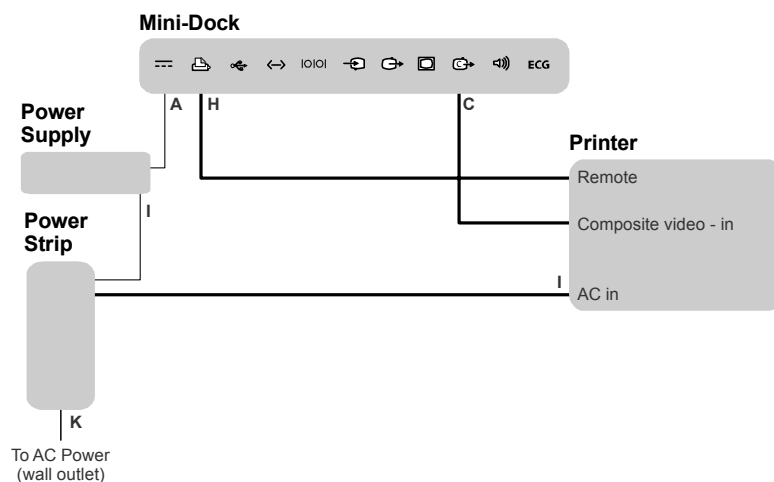 Mini-Dock
IOIOI
C
ECG
A
H
C
Power
Supply
Printer
Remote
I
Power
Strip
Composite video - in
I
AC in
K
To AC Power
(wall outlet)